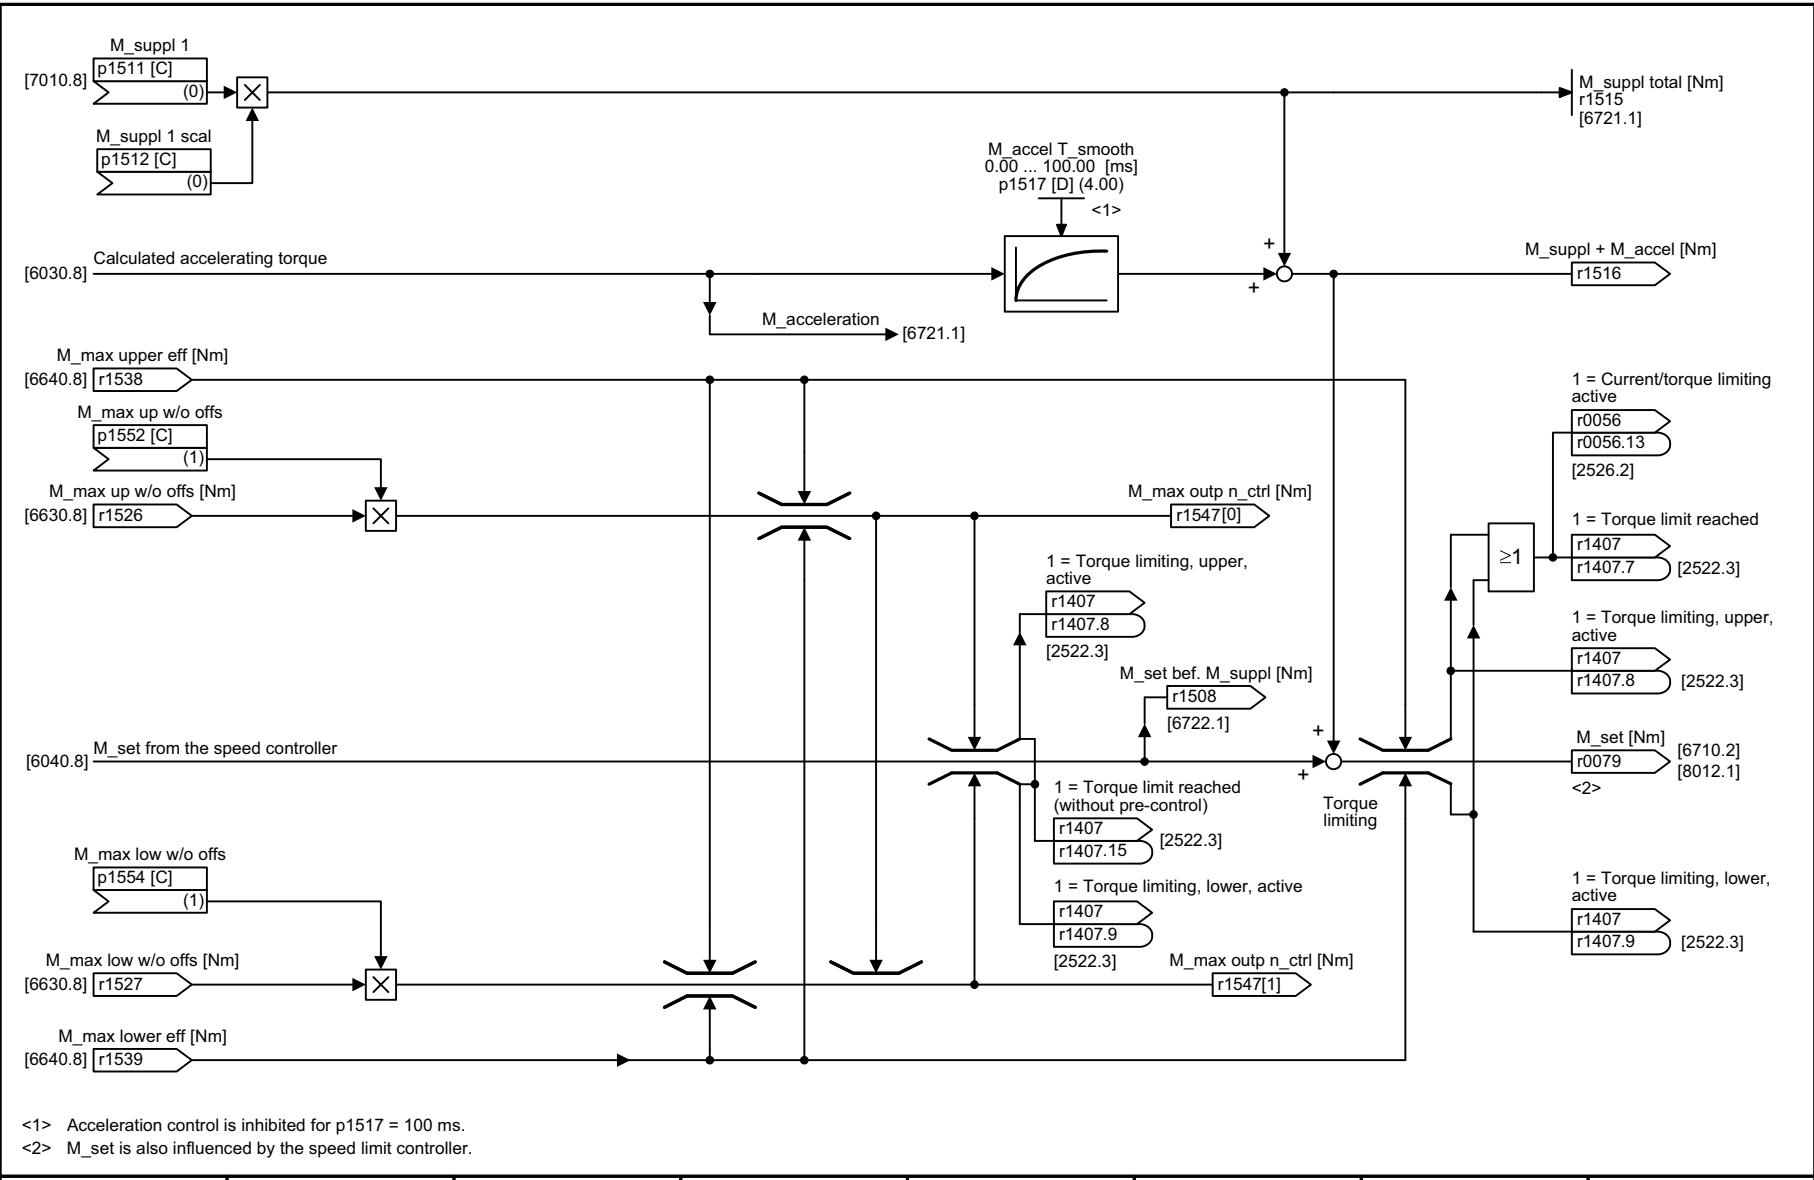 M_suppl 1
[7010.8]
p1511 [C]
(0)
M_suppl total [Nm]
r1515
[6721.1]
M_suppl 1 scal
p1512 [C]
(0)
M_accel T_smooth
0.00 ... 100.00 [ms]
p1517 [D] (4.00)
<1>
[6030.8]
Calculated accelerating torque
+
+
M_suppl + M_accel [Nm]
r1516
M_acceleration
[6721.1]
M_max upper eff [Nm]
[6640.8]
r1538
M_max up w/o offs
p1552 [C]
(1)
1 = Current/torque limiting
active
r0056
r0056.13
[2526.2]
M_max up w/o offs [Nm]
[6630.8]
r1526
M_max outp n_ctrl [Nm]
r1547[0]
≥1
1 = Torque limit reached
r1407
r1407.7
[2522.3]
1 = Torque limiting, upper,
active
r1407
r1407.8
[2522.3]
1 = Torque limiting, upper,
active
r1407
r1407.8
[2522.3]
M_set bef. M_suppl [Nm]
r1508
[6722.1]
[6040.8]
M_set from the speed controller
+
+
Torque
limiting
M_set [Nm]
r0079
[6710.2]
[8012.1]
<2>
1 = Torque limit reached
(without pre-control)
r1407
r1407.15
[2522.3]
M_max low w/o offs
p1554 [C]
(1)
1 = Torque limiting, lower, active
r1407
r1407.9
[2522.3]
1 = Torque limiting, lower,
active
r1407
r1407.9
[2522.3]
M_max low w/o offs [Nm]
[6630.8]
r1527
M_max outp n_ctrl [Nm]
r1547[1]
M_max lower eff [Nm]
[6640.8]
r1539
<1> Acceleration control is inhibited for p1517 = 100 ms.
<2> M_set is also influenced by the speed limit controller.